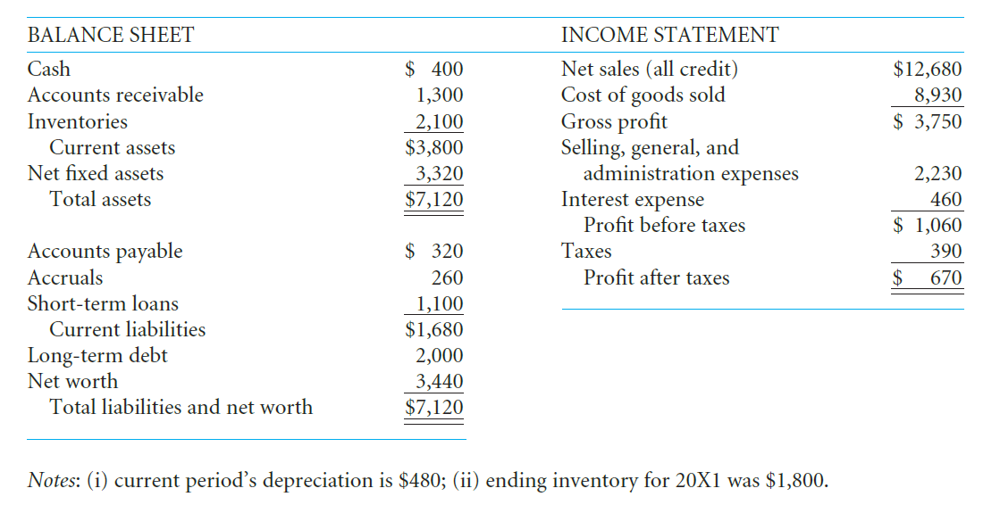 BALANCE SHEET
Cash $ 400
Accounts receivable 1,300
Inventories 2,100
Current assets $3,800
Net fixed assets 3,320
Total assets $7,120
Accounts payable $ 320
Accruals 260
Short-term loans 1,100
Current liabilities $1,680
Long-term debt 2,000
Net worth 3,440
Total liabilities and net worth $7,120
INCOME STATEMENT
Net sales (all credit) $12,680
Cost of goods sold 8,930
Gross profit $ 3,750
Selling, general, and
administration expenses 2,230
Interest expense 460
Profit before taxes $ 1,060
Taxes 390
Profit after taxes $ 670
Notes: (i) current period’s depreciation is $480; (ii) ending inventory for 20X1 was $1,800.